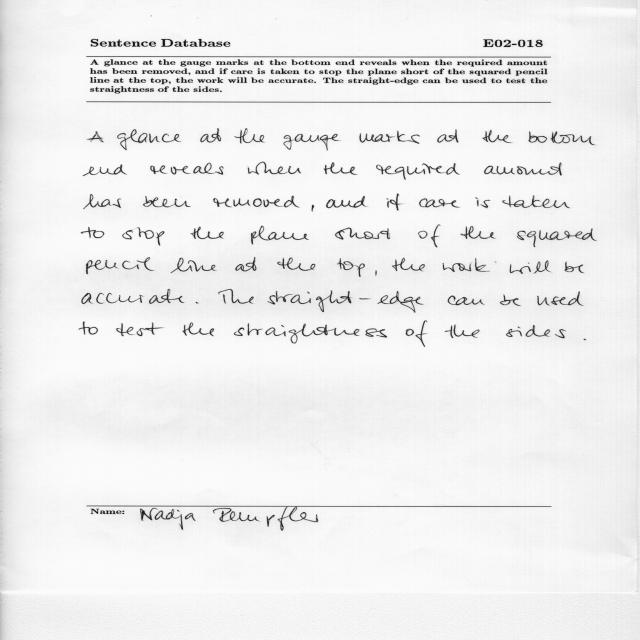 Sentence Database E02-018
A glance at the gauge marks at the bottom end reveals when the required amount
has been removed, and if care is taken to stop the plane short of the squared pencil
line at the top, the work will be accurate. The straight-edge can be used to test the
straightness of the sides.
A glance at the gauge marks at the bottom
end reveals when the required amount
has been removed, and if care is taken
to stop the plane short of the squared
pencil line at the top, the work will be
accurate. The straight-edge can be used
to test the straightness of the sides.
Name: Nadja